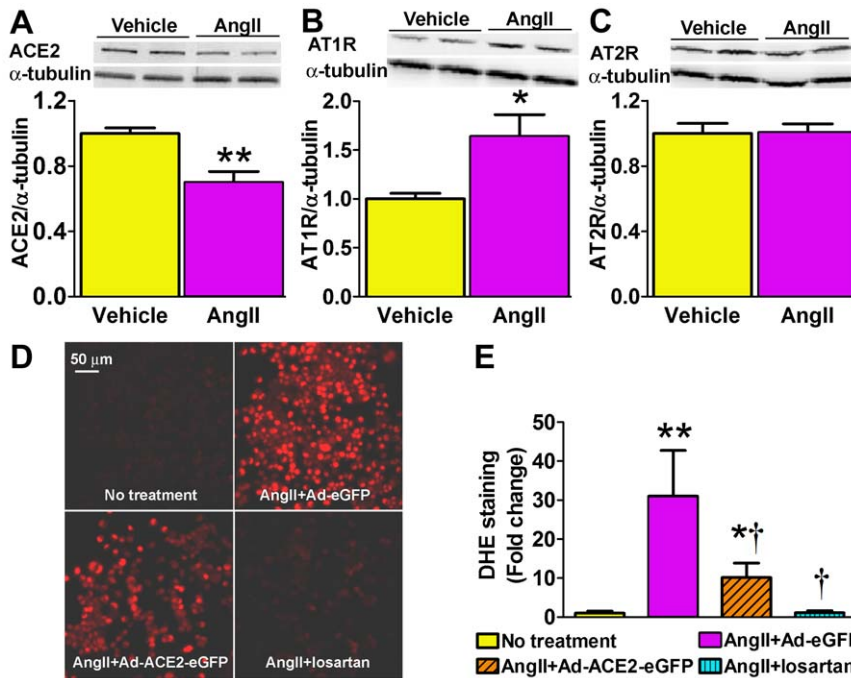 A
Vehicle AngII
ACE2
α-tubulin
ACE2/α-tubulin
1.2
0.8
0.4
0.0
Vehicle AngII
**
B
Vehicle AngII
AT1R
α-tubulin
AT1R/α-tubulin
2.0
1.5
1.0
0.5
0.0
Vehicle AngII
*
C
Vehicle AngII
AT2R
α-tubulin
AT2R/α-tubulin
1.2
0.8
0.4
0.0
Vehicle AngII
D
50 μm
No treatment
AngII+Ad-eGFP
AngII+Ad-ACE2-eGFP
AngII+losartan
E
DHE staining
(Fold change)
50
40
30
20
10
0
**
*†
†
No treatment
AngII+Ad-eGFP
AngII+Ad-ACE2-eGFP
AngII+losartan